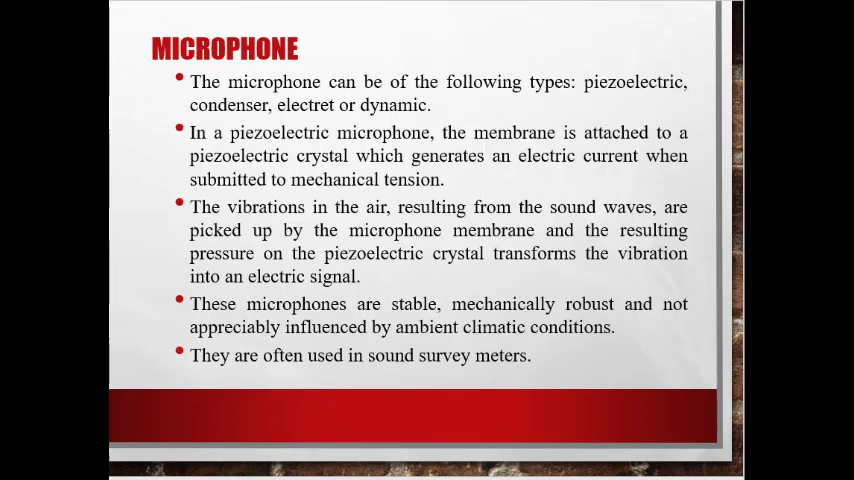 MICROPHONE
• The microphone can be of the following types: piezoelectric,
condenser, electret or dynamic.
• In a piezoelectric microphone, the membrane is attached to a
piezoelectric crystal which generates an electric current when
submitted to mechanical tension.
• The vibrations in the air, resulting from the sound waves, are
picked up by the microphone membrane and the resulting
pressure on the piezoelectric crystal transforms the vibration
into an electric signal.
• These microphones are stable, mechanically robust and not
appreciably influenced by ambient climatic conditions.
• They are often used in sound survey meters.